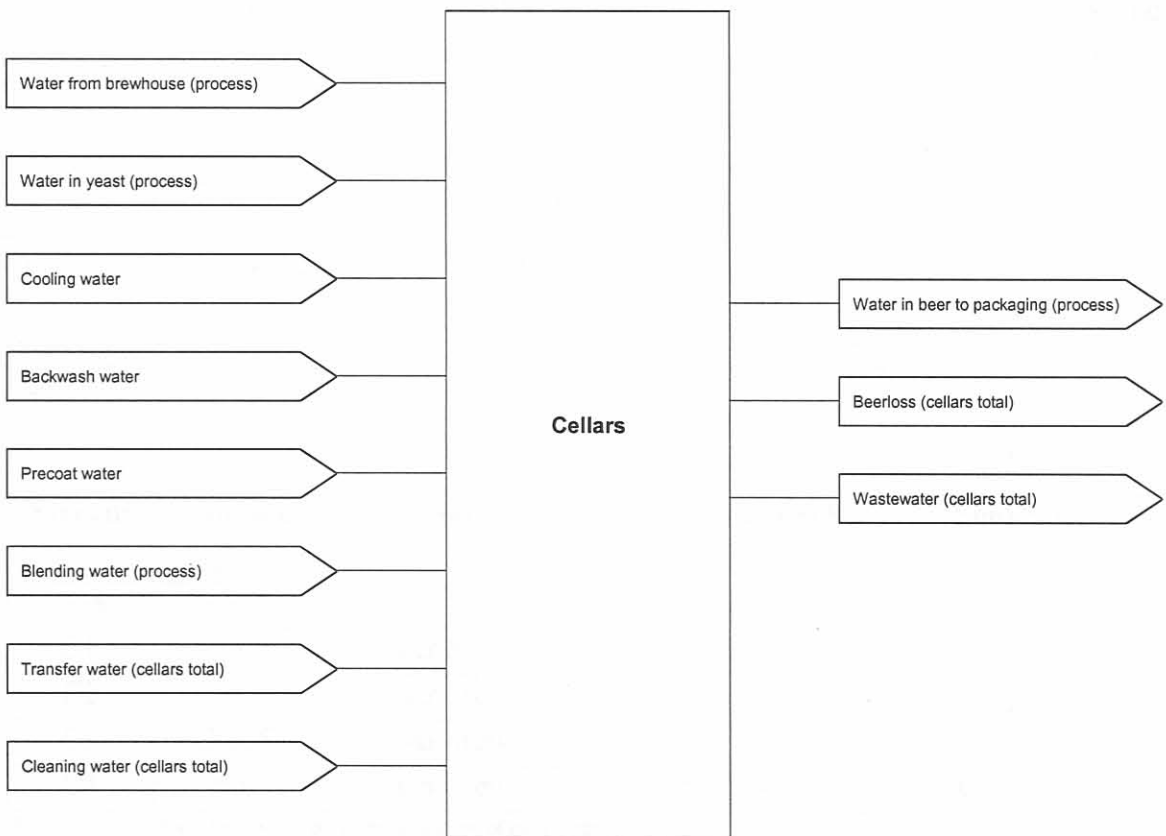 Water from brewhouse (process)
Water in yeast (process)
Cooling water
Backwash water
Precoat water
Blending water (process)
Transfer water (cellars total)
Cleaning water (cellars total)
Cellars
Water in beer to packaging (process)
Beerloss (cellars total)
Wastewater (cellars total)